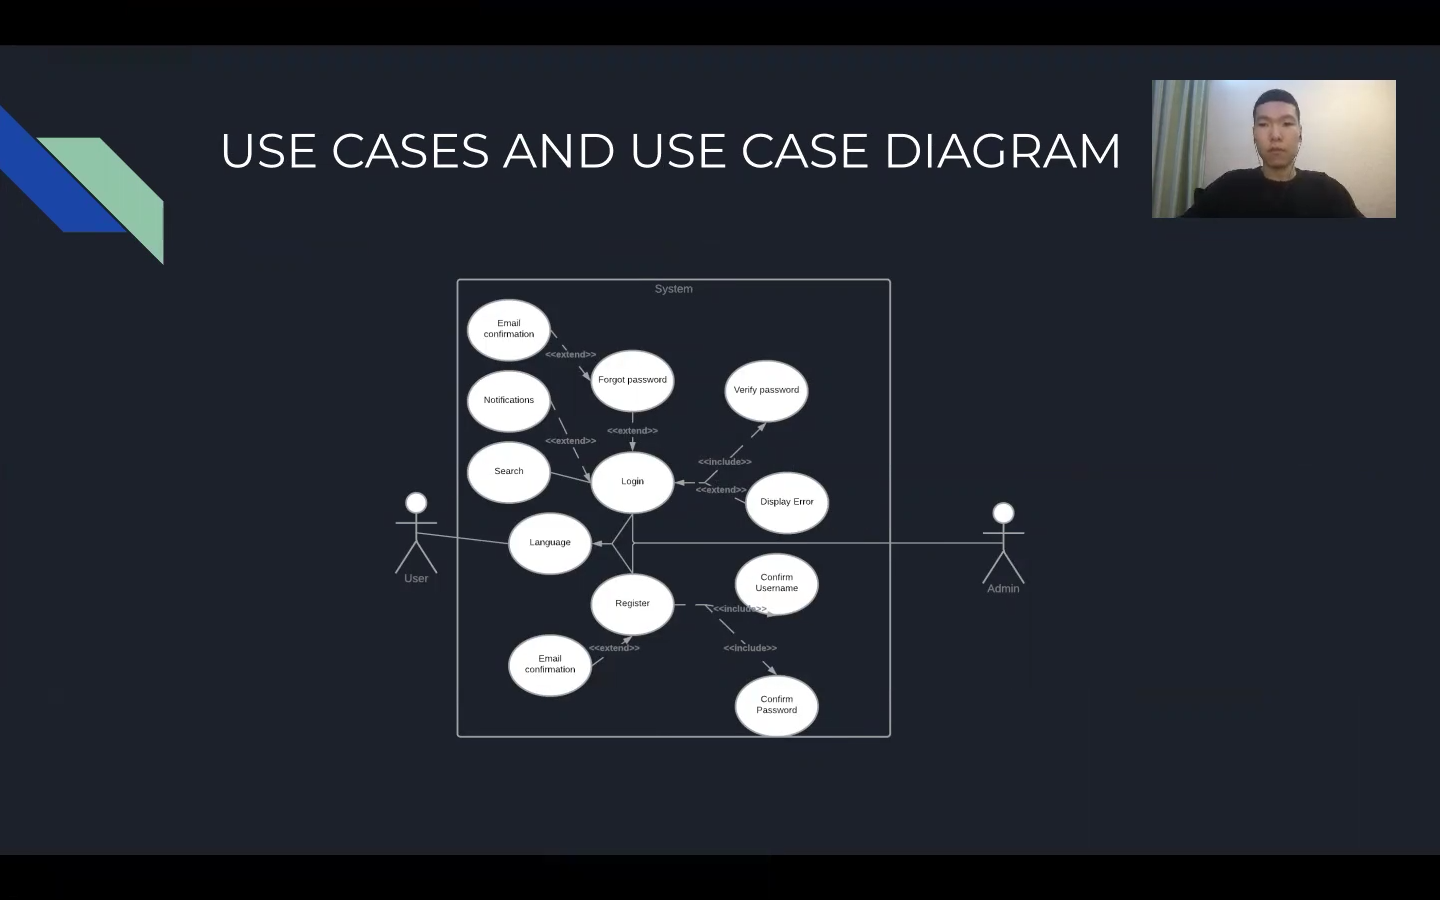 USE CASES AND USE CASE DIAGRAM
System
Email
confirmation
<<extend>>
Forgot password
Verify password
Notifications
<<extend>>
<<extend>>
Search
Login
<<include>>
<<extend>>
Display Error
Language
User
Admin
Confirm
Username
Register
<<include>>
<<extend>>
<<include>>
Email
confirmation
Confirm
Password